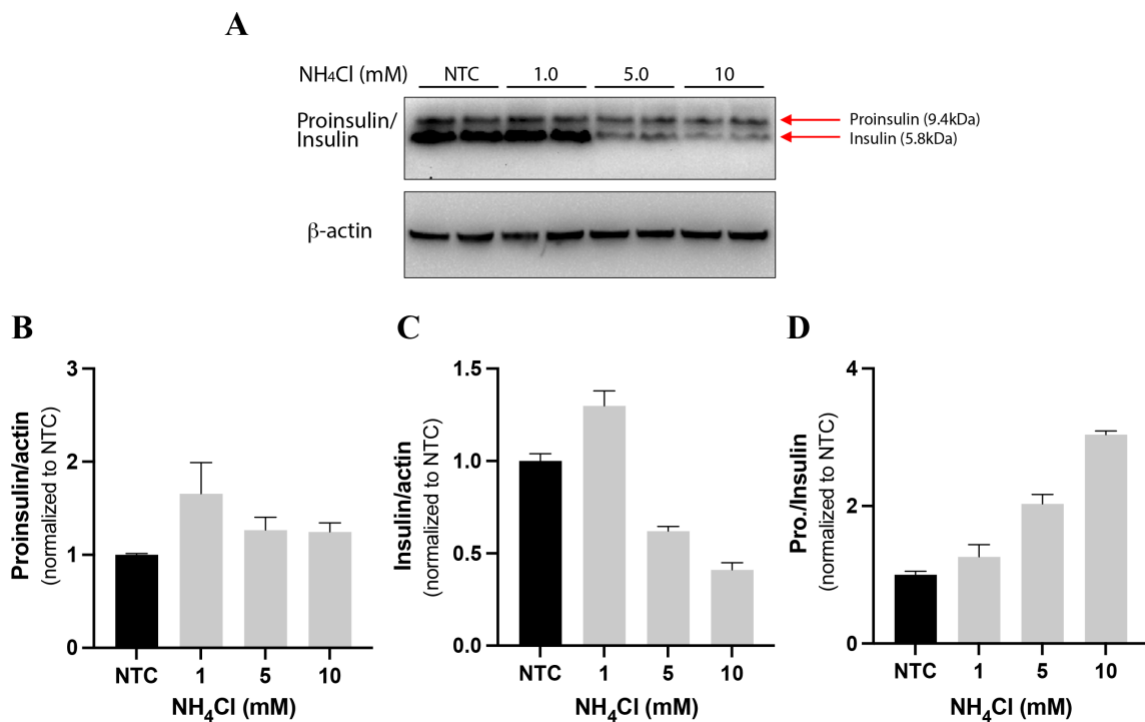 A
NH₄Cl (mM) NTC 1.0 5.0 10
Proinsulin/
Insulin
Proinsulin (9.4kDa)
Insulin (5.8kDa)
β-actin
B
Proinsulin/actin
(normalized to NTC)
3
2
1
0
NTC 1 5 10
NH₄Cl (mM)
C
Insulin/actin
(normalized to NTC)
1.5
1.0
0.5
0.0
NTC 1 5 10
NH₄Cl (mM)
D
Pro./Insulin
(normalized to NTC)
4
2
0
NTC 1 5 10
NH₄Cl (mM)